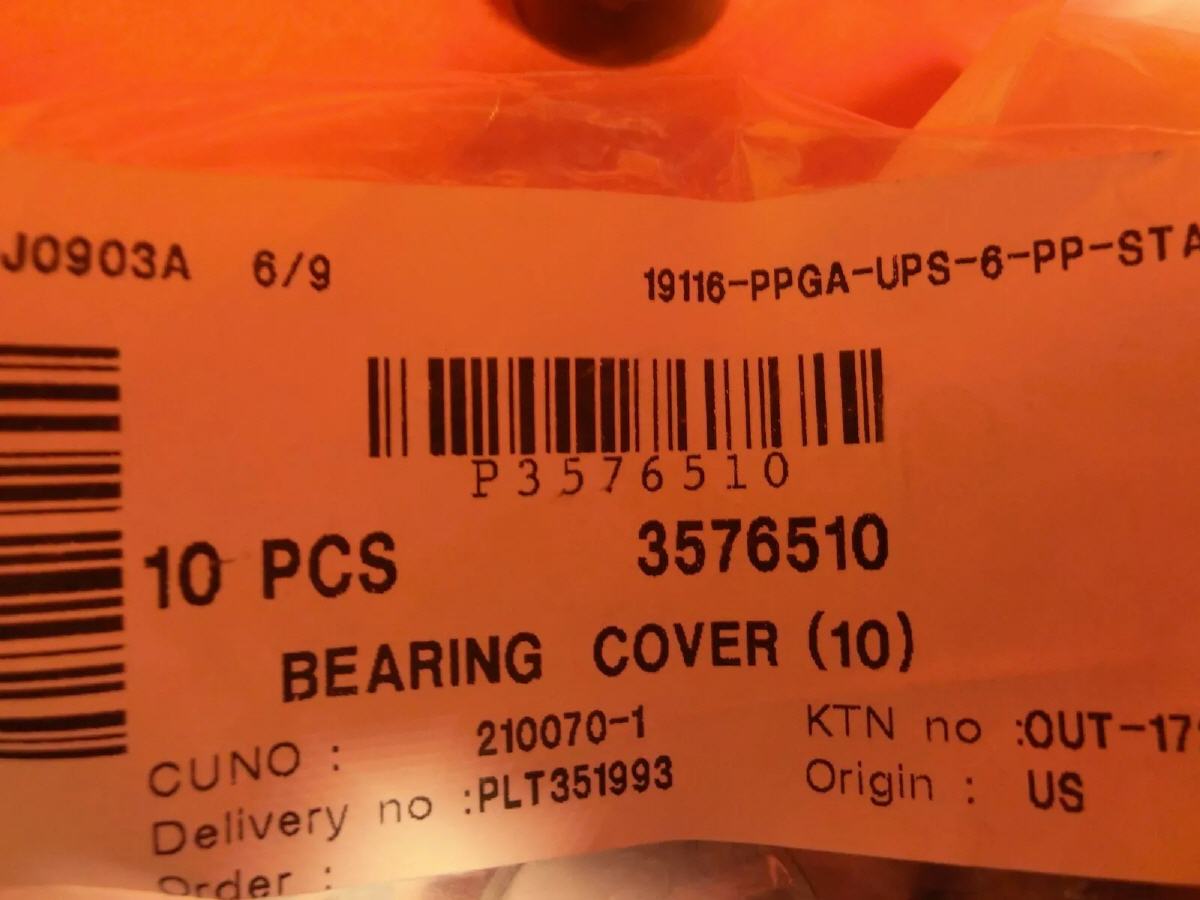 J0903A 6/9 19116-PPGA-UPS-6-PP-STA
P3576510
10 PCS 3576510
BEARING COVER (10)
CUNO : 210070-1 KTN no :OUT-17
Delivery no :PLT351993 Origin : US
Order :